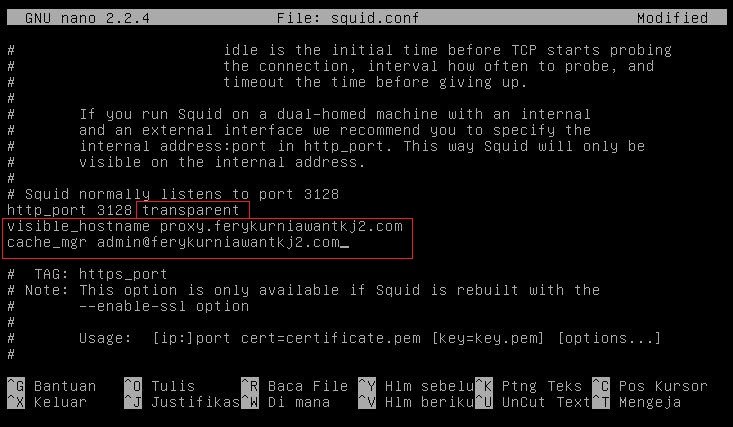 GNU nano 2.2.4 File: squid.conf Modified
# idle is the initial time before TCP starts probing
# the connection, interval how often to probe, and
# timeout the time before giving up.
#
# If you run Squid on a dual-homed machine with an internal
# and an external interface we recommend you to specify the
# internal address:port in http_port. This way Squid will only be
# visible on the internal address.
#
# Squid normally listens to port 3128
http_port 3128 transparent
visible_hostname proxy.ferykurniawantkj2.com
cache_mgr admin@ferykurniawantkj2.com_
# TAG: https_port
# Note: This option is only available if Squid is rebuilt with the
# --enable-ssl option
#
# Usage: [ip:]port cert=certificate.pem [key=key.pem] [options...]
#
^G Bantuan ^O Tulis ^R Baca File ^Y Hlm sebelu ^K Ptng Teks ^C Pos Kursor
^X Keluar ^J Justifikas ^W Di mana ^V Hlm beriku ^U UnCut Text ^T Mengeja